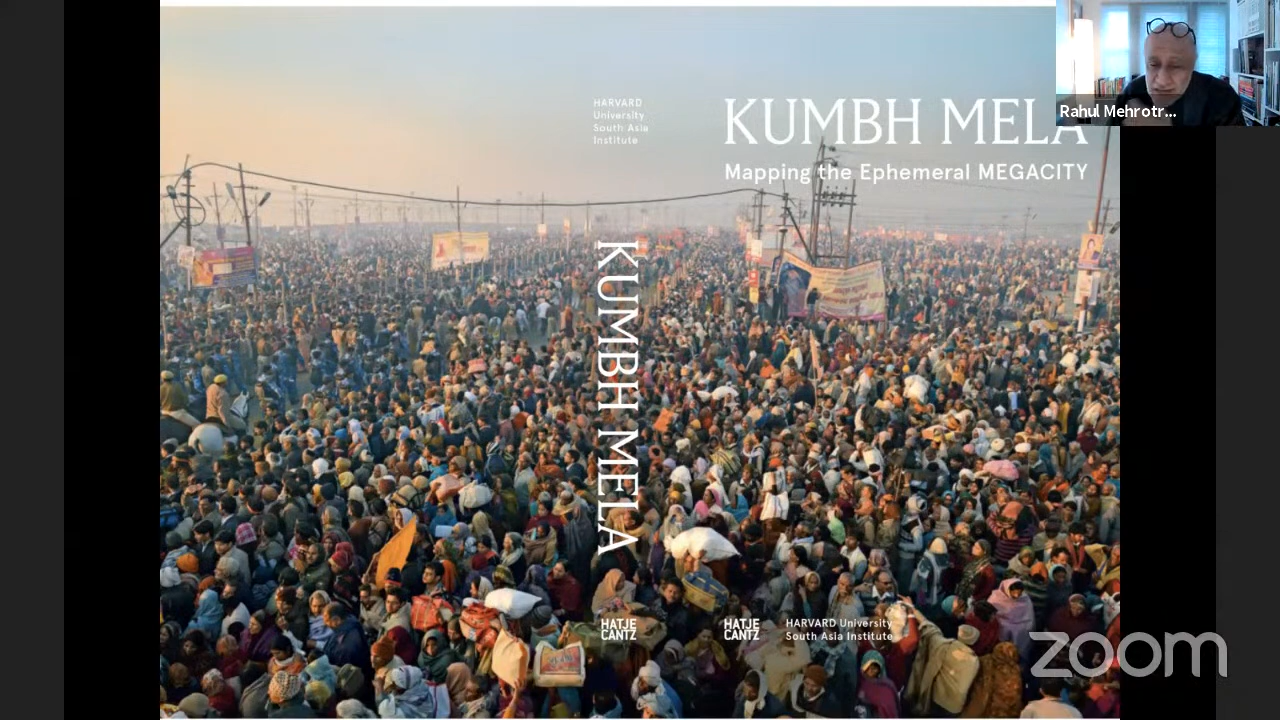 HARVARD
University
South Asia
Institute
KUMBH MELA
Mapping the Ephemeral MEGACITY
Rahul Mehrotr...
KUMBH MELA
HATJE
CANTZ
HATJE
CANTZ
HARVARD University
South Asia Institute
zoom